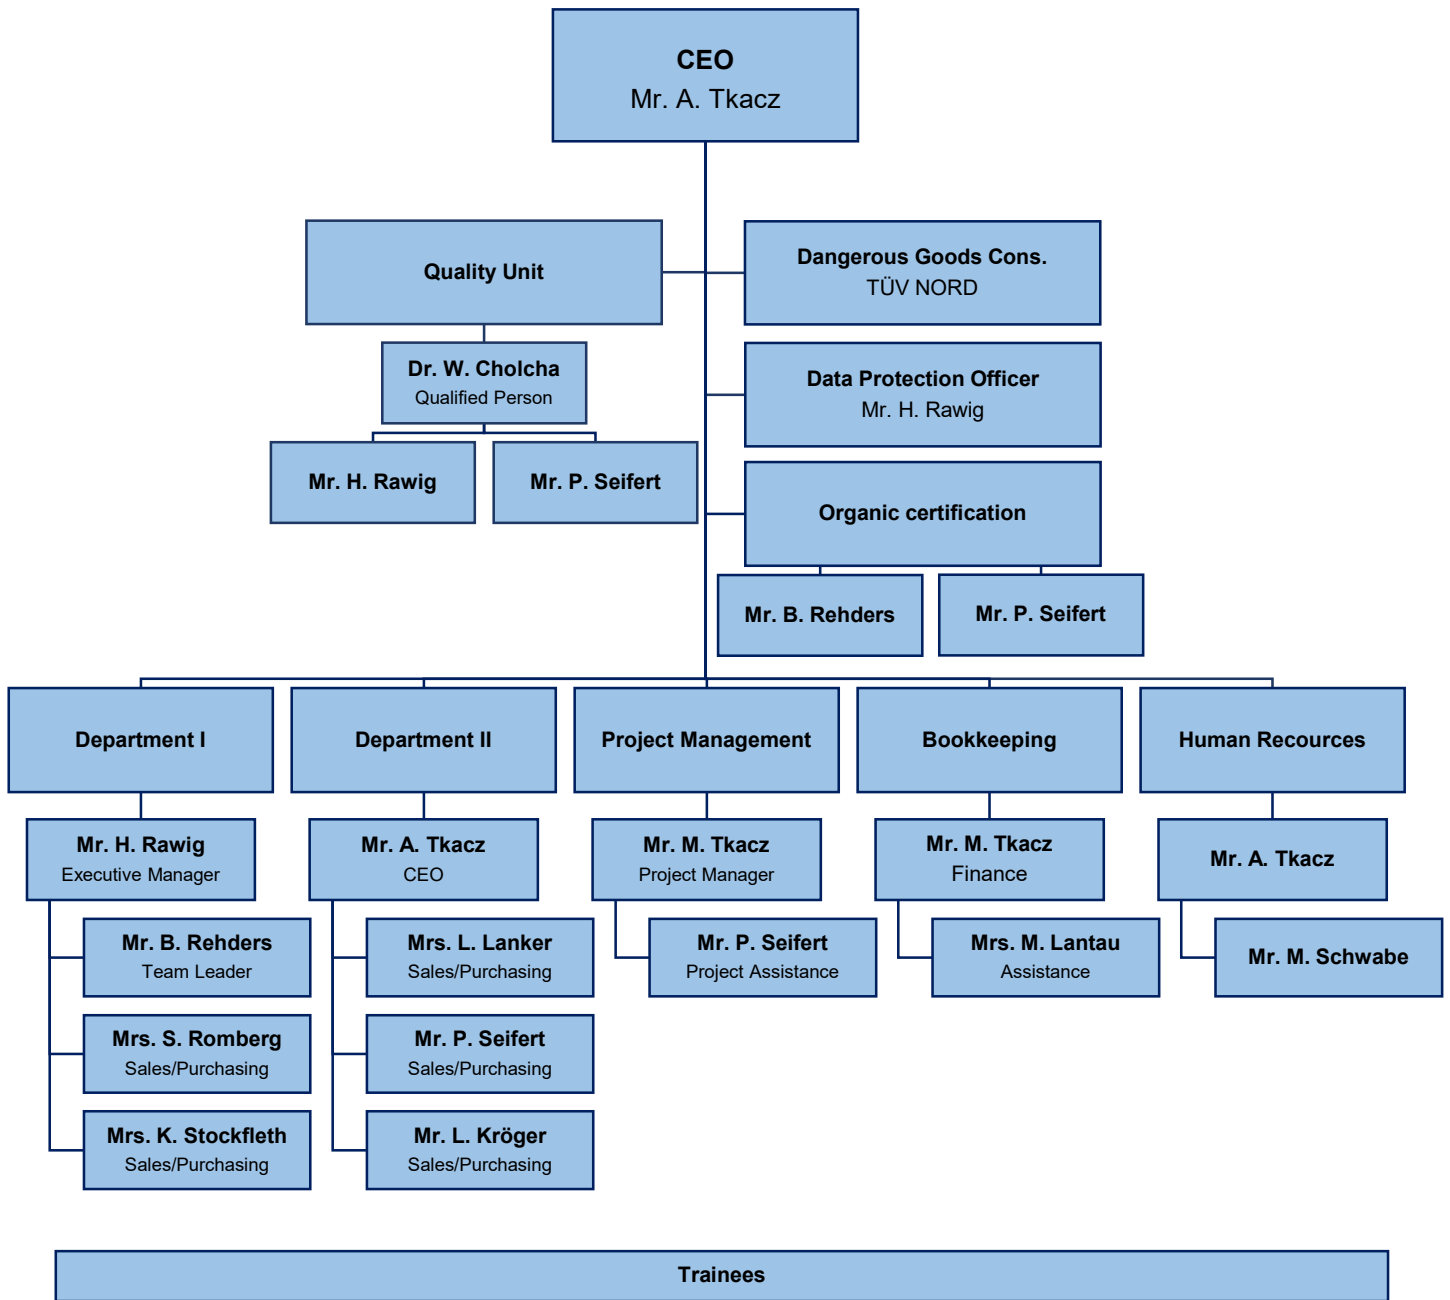 CEO
Mr. A. Tkacz
Quality Unit
Dr. W. Cholcha
Qualified Person
Mr. H. Rawig
Mr. P. Seifert
Dangerous Goods Cons.
TÜV NORD
Data Protection Officer
Mr. H. Rawig
Organic certification
Mr. B. Rehders
Mr. P. Seifert
Department I
Mr. H. Rawig
Executive Manager
Mr. B. Rehders
Team Leader
Mrs. S. Romberg
Sales/Purchasing
Mrs. K. Stockfleth
Sales/Purchasing
Department II
Mr. A. Tkacz
CEO
Mrs. L. Lanker
Sales/Purchasing
Mr. P. Seifert
Sales/Purchasing
Mr. L. Kröger
Sales/Purchasing
Project Management
Mr. M. Tkacz
Project Manager
Mr. P. Seifert
Project Assistance
Bookkeeping
Mr. M. Tkacz
Finance
Mrs. M. Lantau
Assistance
Human Recources
Mr. A. Tkacz
Mr. M. Schwabe
Trainees